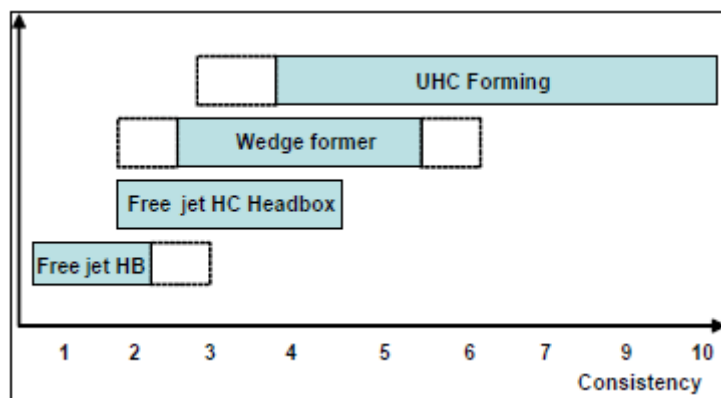 UHC Forming
Wedge former
Free jet HC Headbox
Free jet HB
1 2 3 4 5 6 7 9 10
Consistency